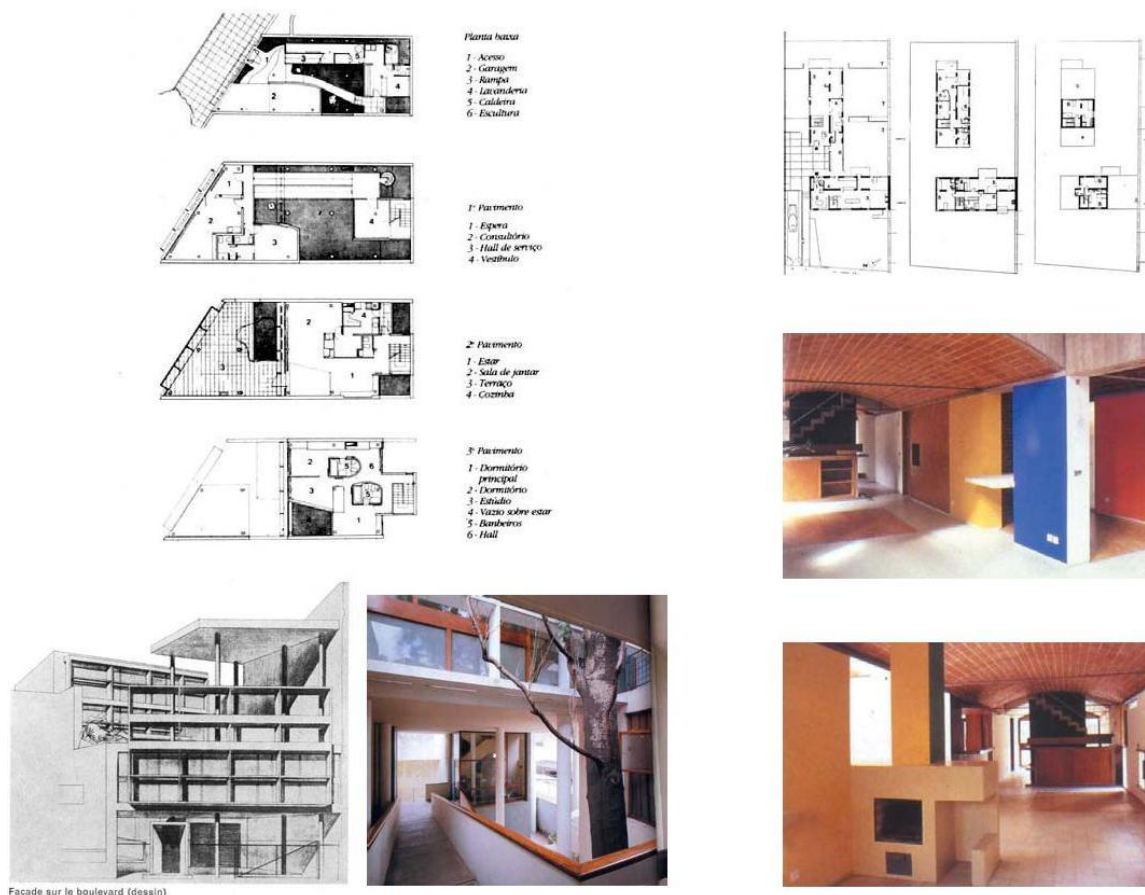 Planta baixa
1 - Acesso
2 - Garagem
3 - Rampa
4 - Lavanderia
5 - Caldeira
6 - Escultura
1º Pavimento
1 - Espera
2 - Consultório
3 - Hall de serviço
4 - Vestíbulo
2º Pavimento
1 - Estar
2 - Sala de jantar
3 - Terraço
4 - Cozinha
3º Pavimento
1 - Dormitório
principal
2 - Dormitório
3 - Estúdio
4 - Vazio sobre estar
5 - Banheiros
6 - Hall
Façade sur le boulevard (dessin)